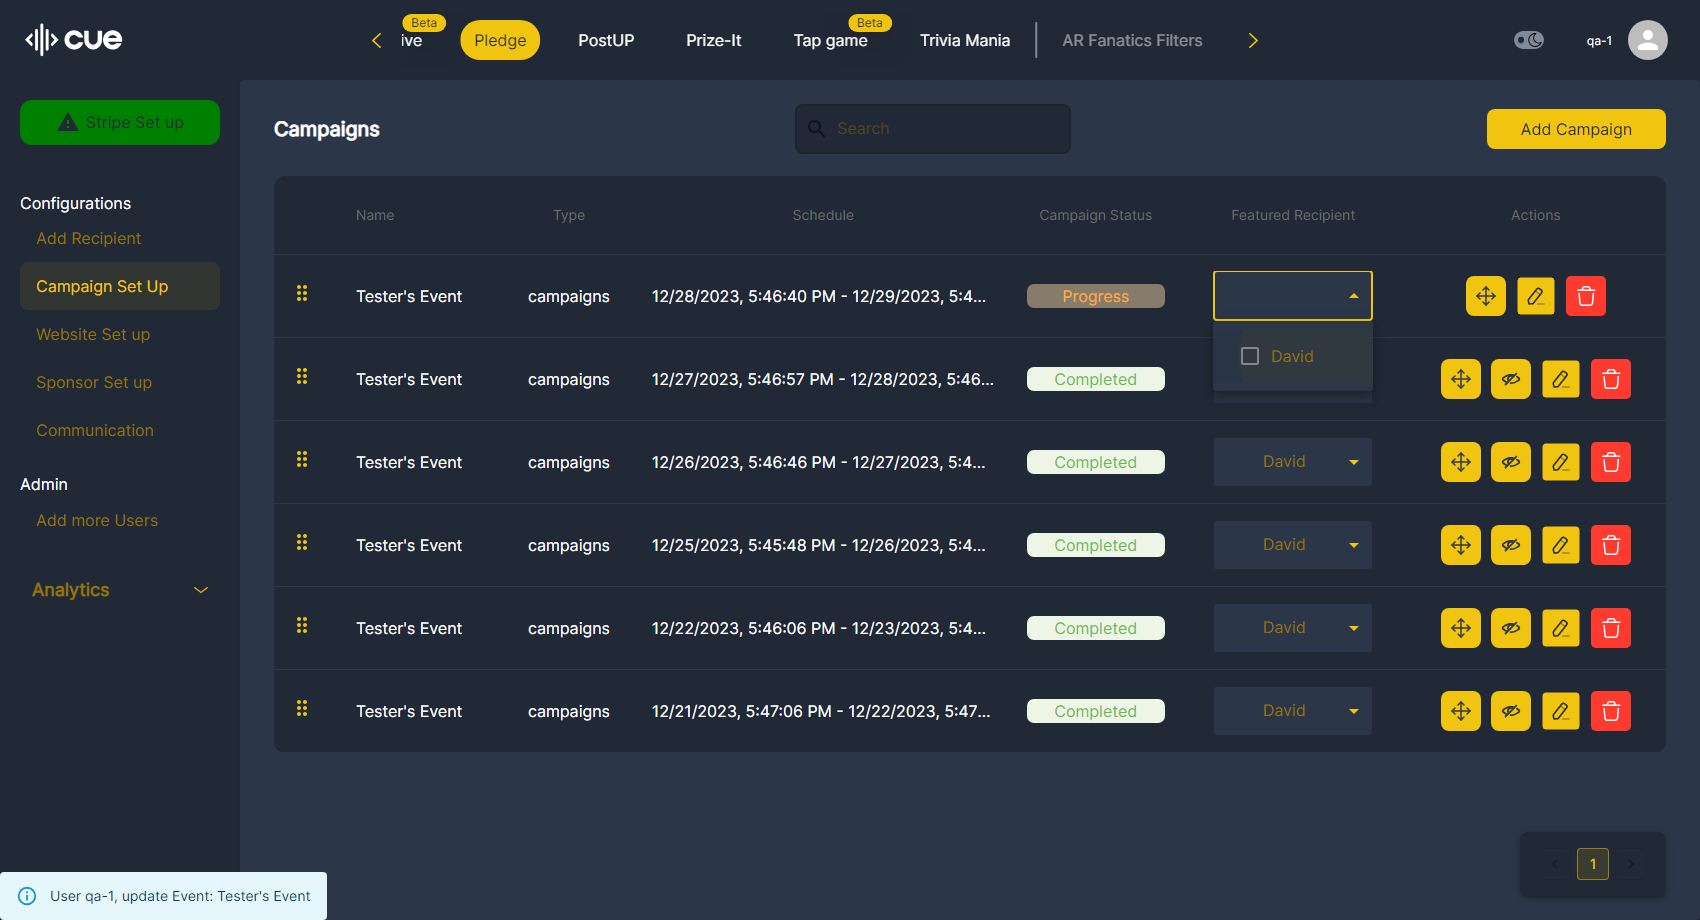 cue
Beta
ive
Pledge
PostUP
Prize-It
Beta
Tap game
Trivia Mania
AR Fanatics Filters
qa-1
Stripe Set up
Configurations
Add Recipient
Campaign Set Up
Website Set up
Sponsor Set up
Communication
Admin
Add more Users
Analytics
Campaigns
Search
Add Campaign
Name Type Schedule Campaign Status Featured Recipient Actions
Tester's Event campaigns 12/28/2023, 5:46:40 PM - 12/29/2023, 5:4... Progress
David
Tester's Event campaigns 12/27/2023, 5:46:57 PM - 12/28/2023, 5:46... Completed
Tester's Event campaigns 12/26/2023, 5:46:46 PM - 12/27/2023, 5:4... Completed David
Tester's Event campaigns 12/25/2023, 5:45:48 PM - 12/26/2023, 5:4... Completed David
Tester's Event campaigns 12/22/2023, 5:46:06 PM - 12/23/2023, 5:4... Completed David
Tester's Event campaigns 12/21/2023, 5:47:06 PM - 12/22/2023, 5:47... Completed David
1
User qa-1, update Event: Tester's Event